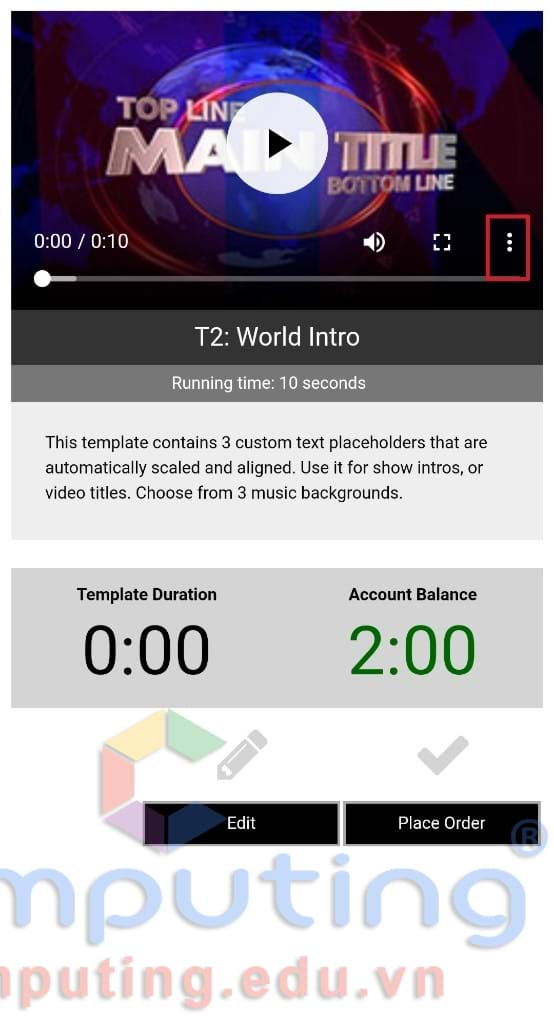 TOP LINE
MAIN TITLE
BOTTOM LINE
0:00 / 0:10
T2: World Intro
Running time: 10 seconds
This template contains 3 custom text placeholders that are
automatically scaled and aligned. Use it for show intros, or
video titles. Choose from 3 music backgrounds.
Template Duration
Account Balance
0:00
2:00
Edit
Place Order
®
mputing
mputing.edu.vn